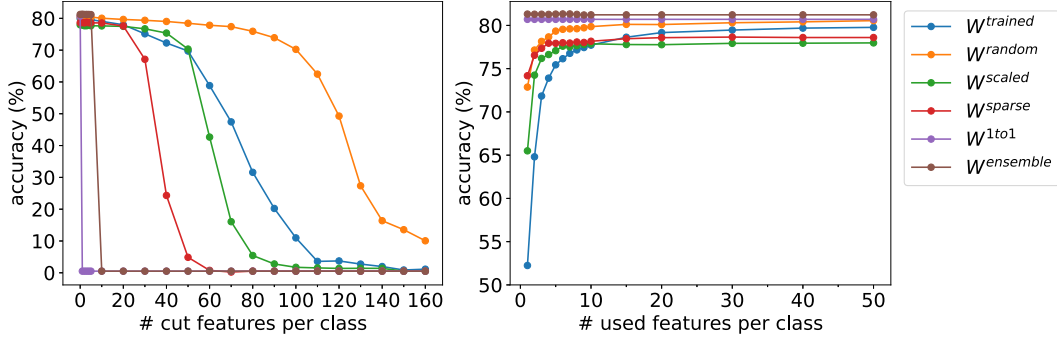 accuracy (%)
80
70
60
50
40
30
20
10
0
0 20 40 60 80 100 120 140 160
# cut features per class
accuracy (%)
80
75
70
65
60
55
50
0 10 20 30 40 50
# used features per class
W^trained
W^random
W^scaled
W^sparse
W^1to1
W^ensemble